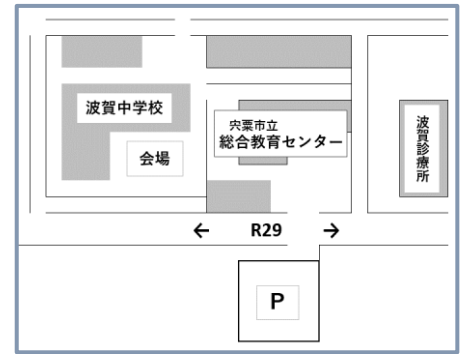 波賀中学校
会場
宍粟市立
総合教育センター
波賀診療所
← R29 →
P